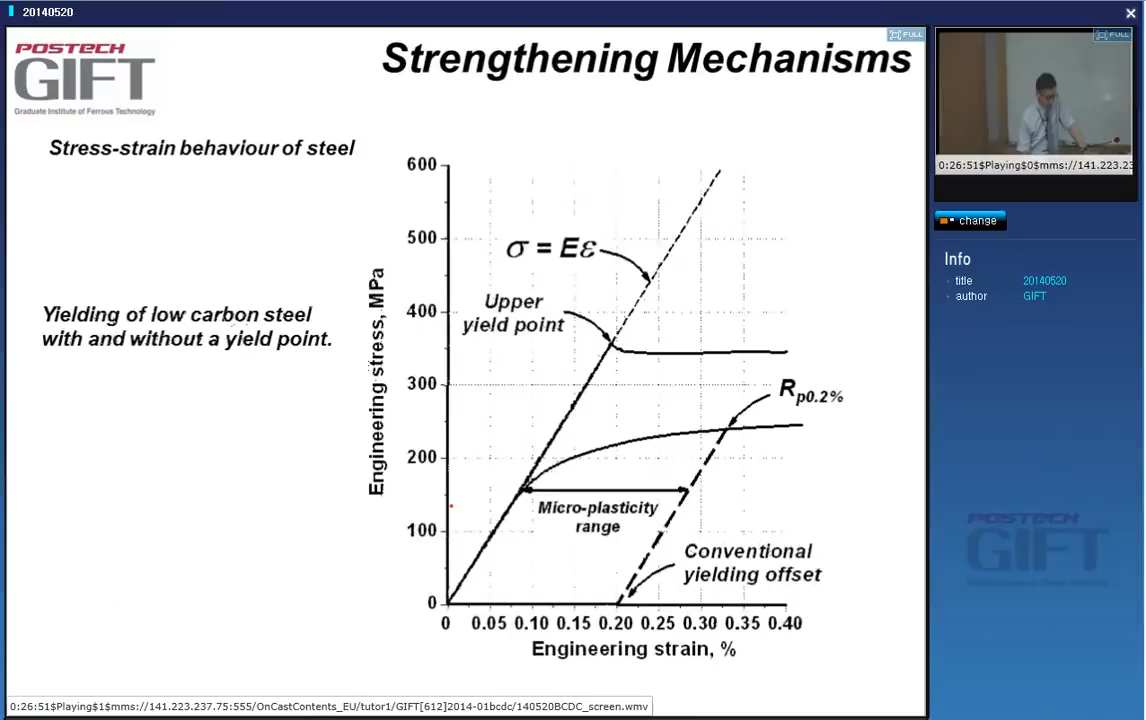 20140520
FULL
POSTECH
GIFT
Graduate Institute of Ferrous Technology
Strengthening Mechanisms
Stress-strain behaviour of steel
Yielding of low carbon steel
with and without a yield point.
600
500
400
300
200
100
0
Engineering stress, MPa
σ = Eε
Upper
yield point
Rp0.2%
Micro-plasticity
range
Conventional
yielding offset
0 0.05 0.10 0.15 0.20 0.25 0.30 0.35 0.40
Engineering strain, %
0:26:51$Playing$1$mms://141.223.237.75:555/OnCastContents_EU/tutor1/GIFT[612]2014-01bcdc/140520BCDC_screen.wmv
FULL
0:26:51$Playing$0$mms://141.223.23
change
Info
title 20140520
author GIFT
POSTECH
GIFT